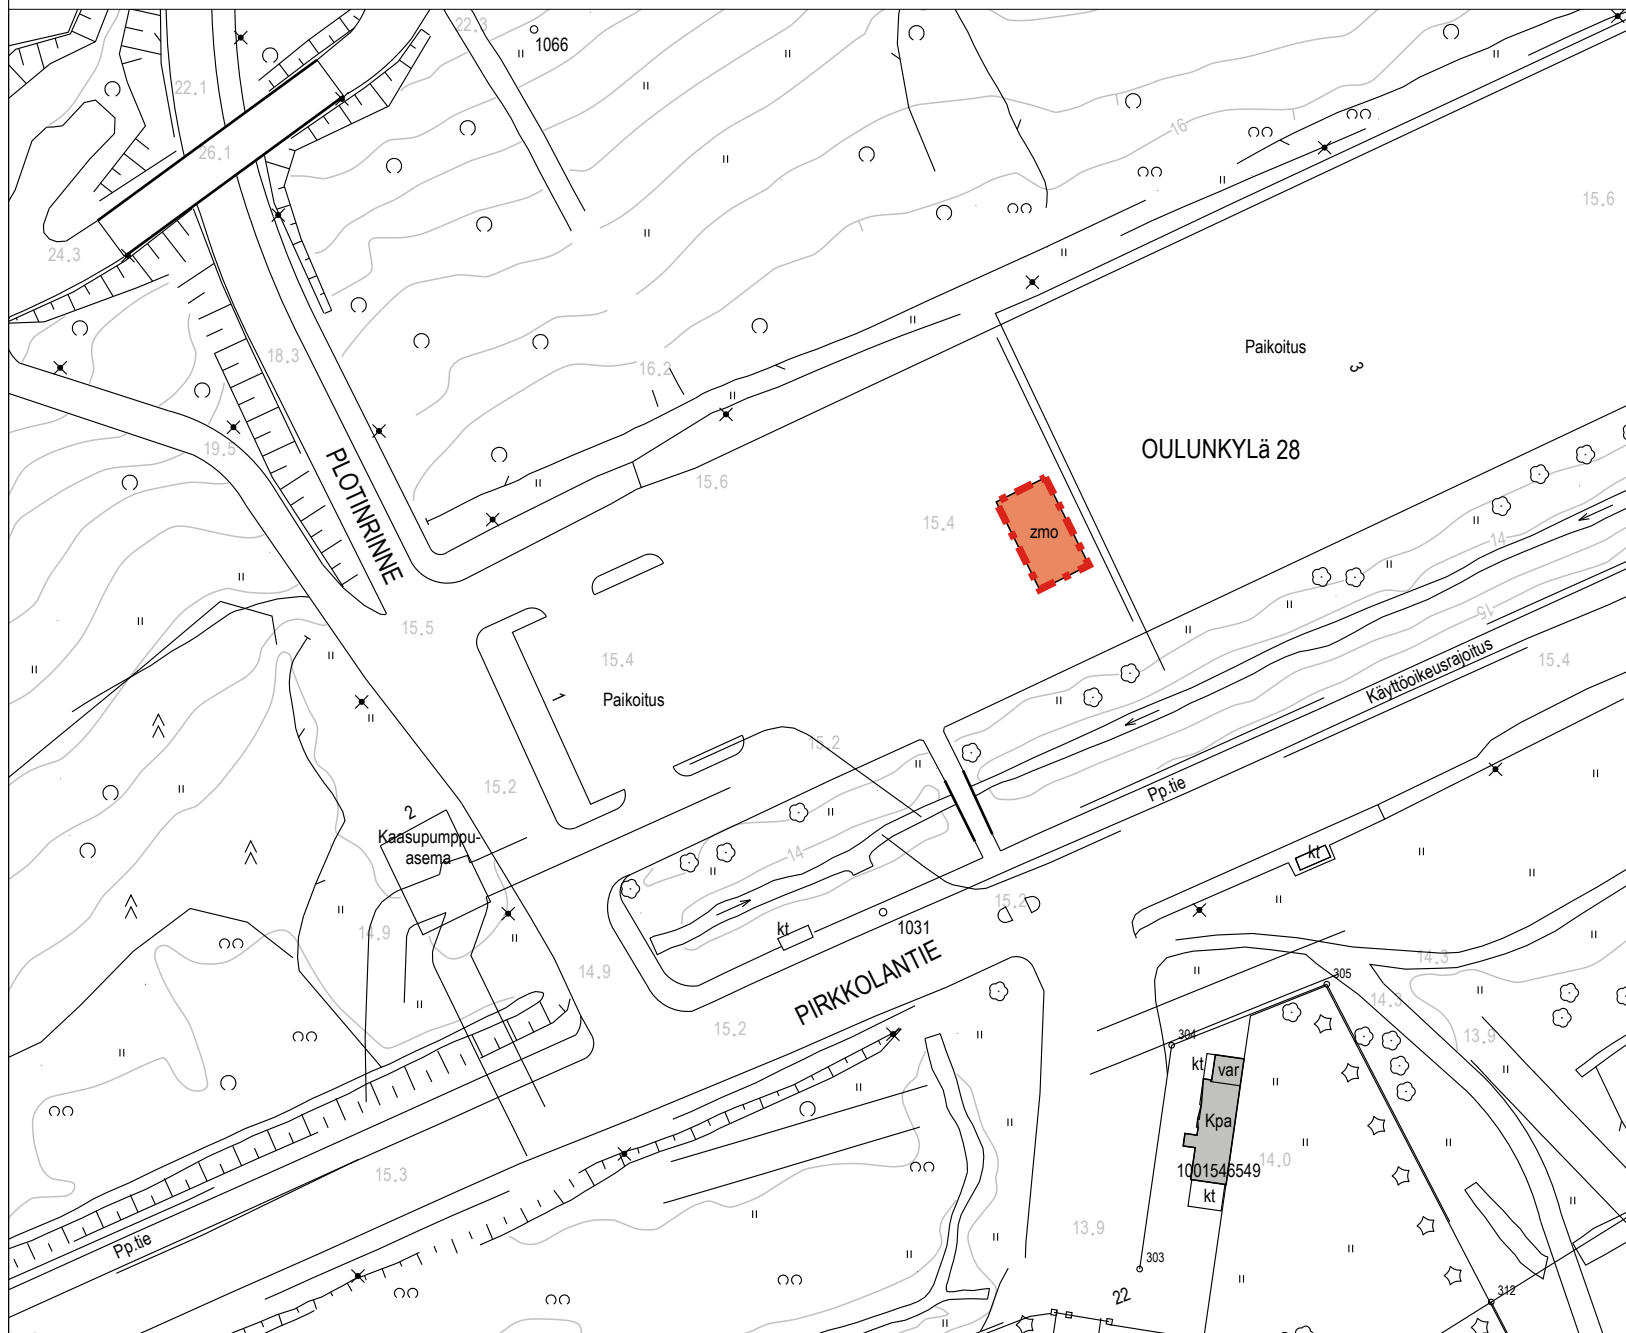 22.3
1066
22.1
26.1
16
15.6
24.3
18.3
16.2
Paikoitus
3
19.5
OULUNKYLä 28
PLOTINRINNE
15.6
15.4
zmo
14
15.5
15
15.4
1
Paikoitus
Käyttöoikeusrajoitus
15.4
15.2
15.2
Pp.tie
2
Kaasupumppu-
asema
14
kt
15.2
14.9
kt
1031
14.9
PIRKKOLANTIE
14.3
305
14.3
15.2
304
13.9
kt
var
Kpa
15.3
1001546549
14.0
kt
13.9
Pp.tie
303
22
312